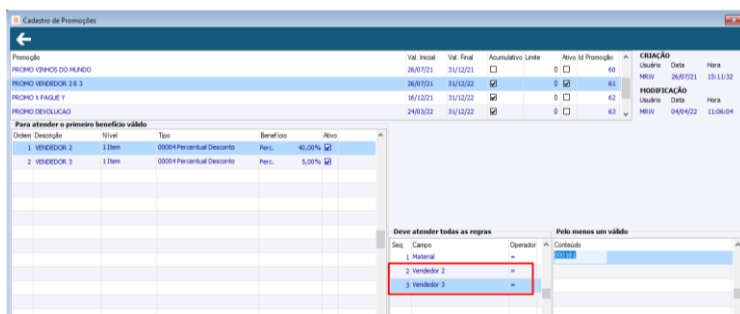 Cadastro de Promoções
Promoção Val. Inicial Val. Final Acumulativo Limite Ativo Id Promoção
PROMO VINHOS DO MUNDO 26/07/21 31/12/21 0 60
PROMO VENDEDOR 2 E 3 26/07/21 31/12/22 0 61
PROMO X PAGUE Y 16/12/21 31/12/22 0 62
PROMO DEVOLUCAO 24/03/22 31/12/22 0 63
CRIAÇÃO
Usuário Data Hora
MRW 26/07/21 15:11:32
MODIFICAÇÃO
Usuário Data Hora
MRW 04/04/22 11:06:04
Para atender o primeiro benefício válido
Ordem Descrição Nível Tipo Benefício Ativo
1 VENDEDOR 2 1 Item 00004 Percentual Desconto Perc. 40,00%
2 VENDEDOR 3 1 Item 00004 Percentual Desconto Perc. 5,00%
Deve atender todas as regras
Seq. Campo Operador
1 Material =
2 Vendedor 2 =
3 Vendedor 3 =
Pelo menos um válido
Conteúdo